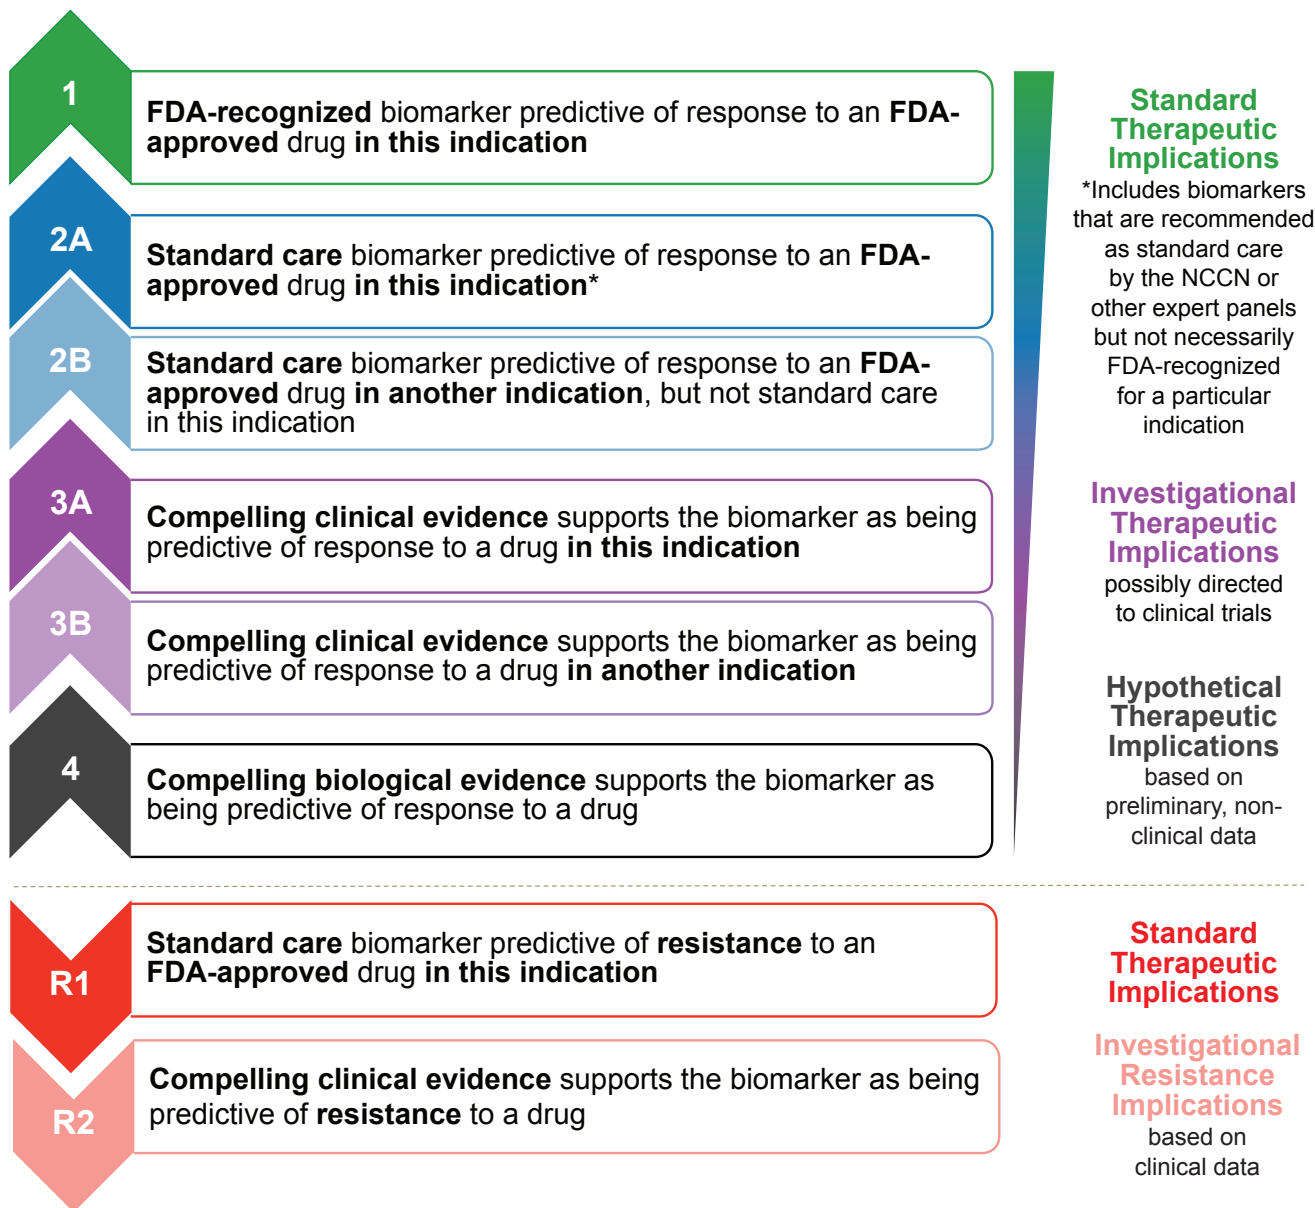 1
FDA-recognized biomarker predictive of response to an FDA-
approved drug in this indication
2A
Standard care biomarker predictive of response to an FDA-
approved drug in this indication*
2B
Standard care biomarker predictive of response to an FDA-
approved drug in another indication, but not standard care
in this indication
3A
Compelling clinical evidence supports the biomarker as being
predictive of response to a drug in this indication
3B
Compelling clinical evidence supports the biomarker as being
predictive of response to a drug in another indication
4
Compelling biological evidence supports the biomarker as
being predictive of response to a drug
Standard
Therapeutic
Implications
*Includes biomarkers
that are recommended
as standard care
by the NCCN or
other expert panels
but not necessarily
FDA-recognized
for a particular
indication
Investigational
Therapeutic
Implications
possibly directed
to clinical trials
Hypothetical
Therapeutic
Implications
based on
preliminary, non-
clinical data
R1
Standard care biomarker predictive of resistance to an
FDA-approved drug in this indication
R2
Compelling clinical evidence supports the biomarker as being
predictive of resistance to a drug
Standard
Therapeutic
Implications
Investigational
Resistance
Implications
based on
clinical data